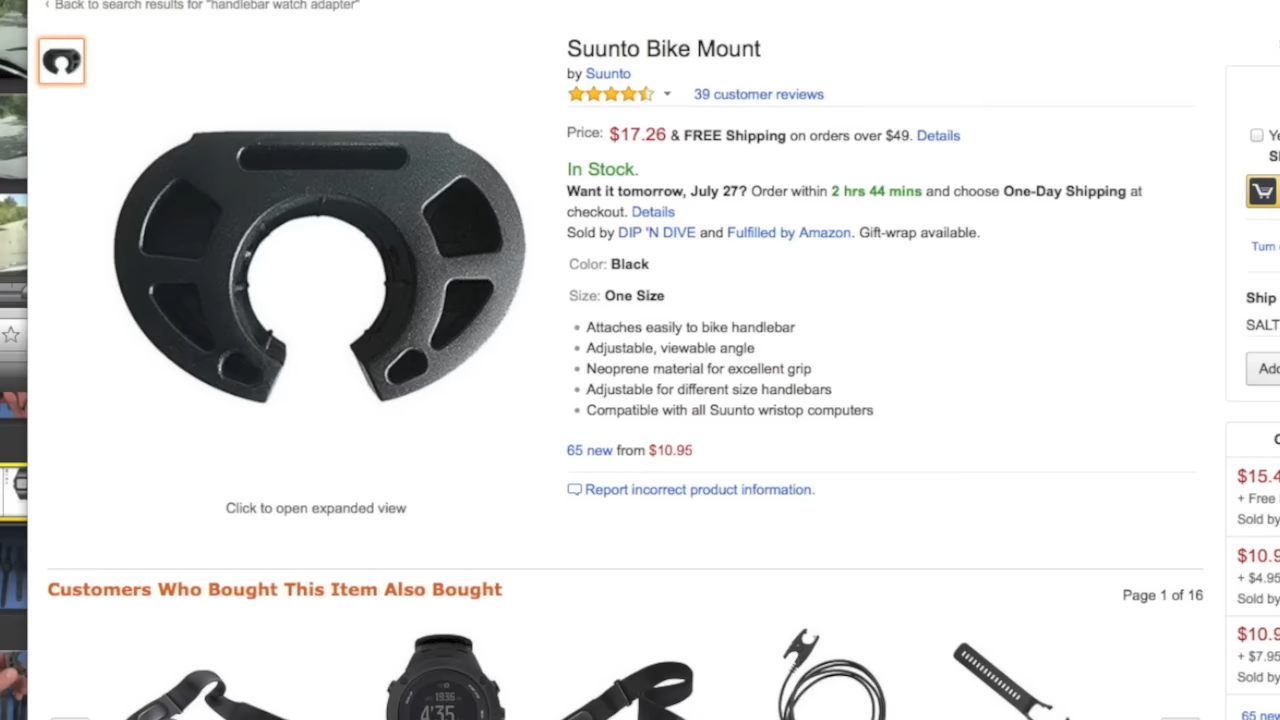 ‹ Back to search results for "handlebar watch adapter"
Suunto Bike Mount
by Suunto
39 customer reviews
Price: $17.26 & FREE Shipping on orders over $49. Details
In Stock.
Want it tomorrow, July 27? Order within 2 hrs 44 mins and choose One-Day Shipping at
checkout. Details
Sold by DIP 'N DIVE and Fulfilled by Amazon. Gift-wrap available.
Color: Black
Size: One Size
Attaches easily to bike handlebar
Adjustable, viewable angle
Neoprene material for excellent grip
Adjustable for different size handlebars
Compatible with all Suunto wristop computers
65 new from $10.95
Report incorrect product information.
Click to open expanded view
Customers Who Bought This Item Also Bought
Page 1 of 16
Turn
Ship
SALT
$15.4
+ Free
Sold by
$10.9
+ $4.95
Sold by
$10.9
+ $7.95
Sold by
65 new
4:35